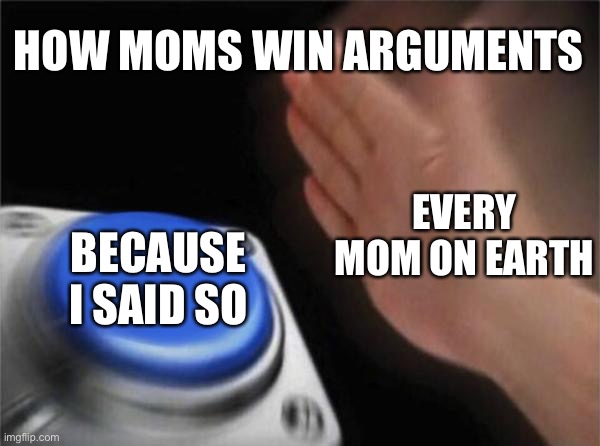 HOW MOMS WIN ARGUMENTS
EVERY
MOM ON EARTH
BECAUSE
I SAID SO
imgflip.com